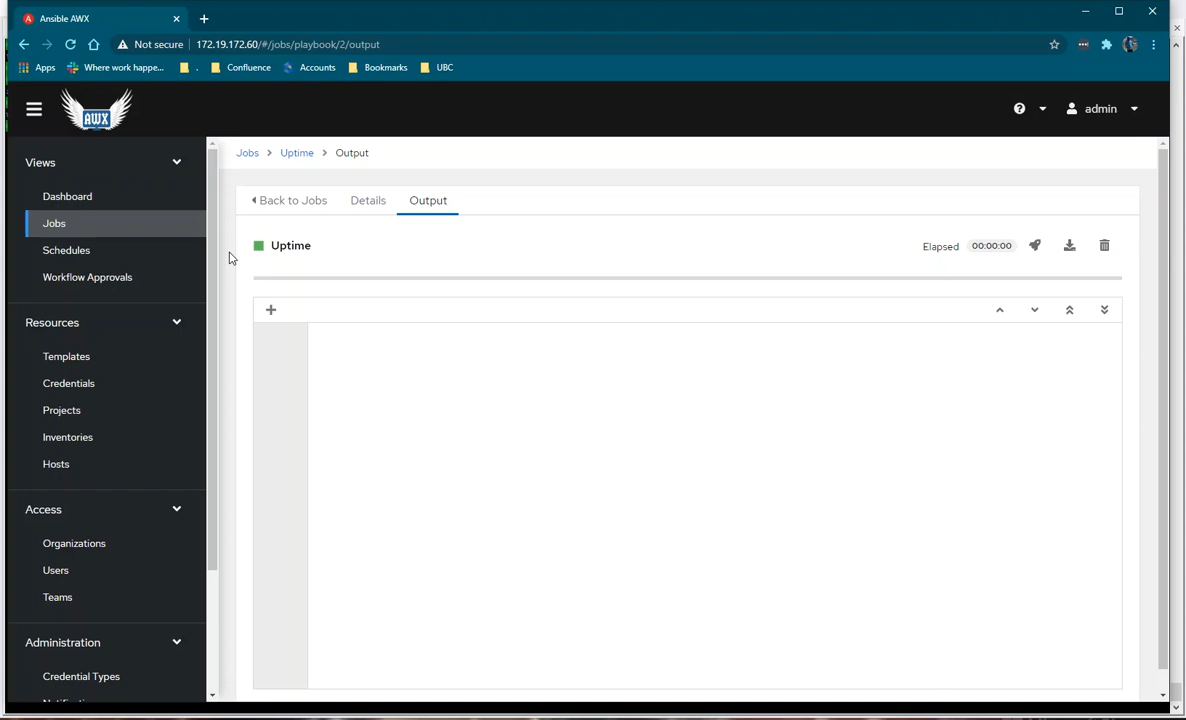 Ansible AWX
Not secure 172.19.172.60/#/jobs/playbook/2/output
Apps Where work happe... . Confluence Accounts Bookmarks UBC
AWX admin
Views
Dashboard
Jobs
Schedules
Workflow Approvals
Resources
Templates
Credentials
Projects
Inventories
Hosts
Access
Organizations
Users
Teams
Administration
Credential Types
Jobs > Uptime > Output
Back to Jobs Details Output
Uptime Elapsed 00:00:00